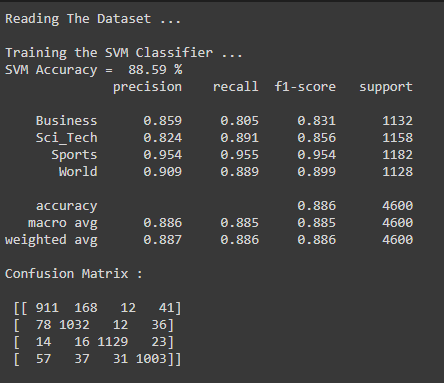 Reading The Dataset ...
Training the SVM Classifier ...
SVM Accuracy =  88.59 %
              precision    recall  f1-score   support
    Business      0.859     0.805     0.831      1132
    Sci_Tech      0.824     0.891     0.856      1158
      Sports      0.954     0.955     0.954      1182
       World      0.909     0.889     0.899      1128
    accuracy                          0.886      4600
   macro avg      0.886     0.885     0.885      4600
weighted avg      0.887     0.886     0.886      4600
Confusion Matrix :
 [[ 911  168   12   41]
 [  78 1032   12   36]
 [  14   16 1129   23]
 [  57   37   31 1003]]